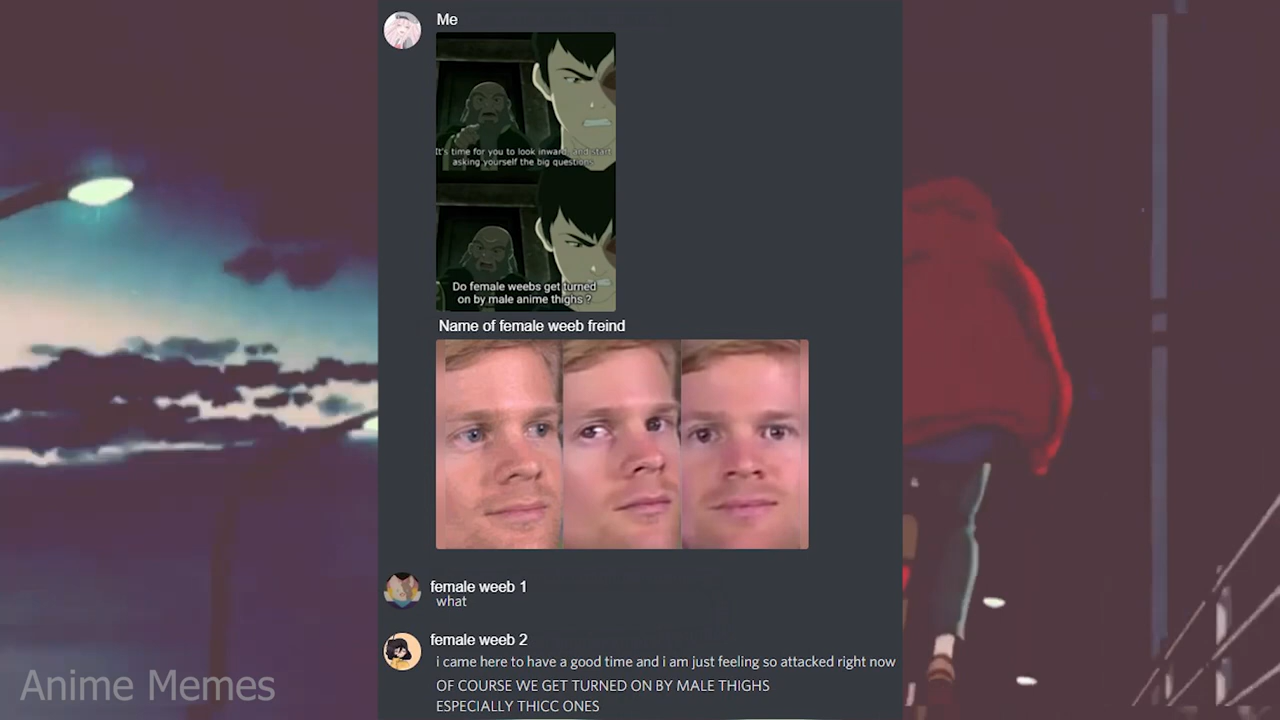 Me
It's time for you to look inward and start
asking yourself the big questions
Do female weebs get turned
on by male anime thighs ?
Name of female weeb freind
female weeb 1
what
female weeb 2
i came here to have a good time and i am just feeling so attacked right now
OF COURSE WE GET TURNED ON BY MALE THIGHS
ESPECIALLY THICC ONES
Anime Memes